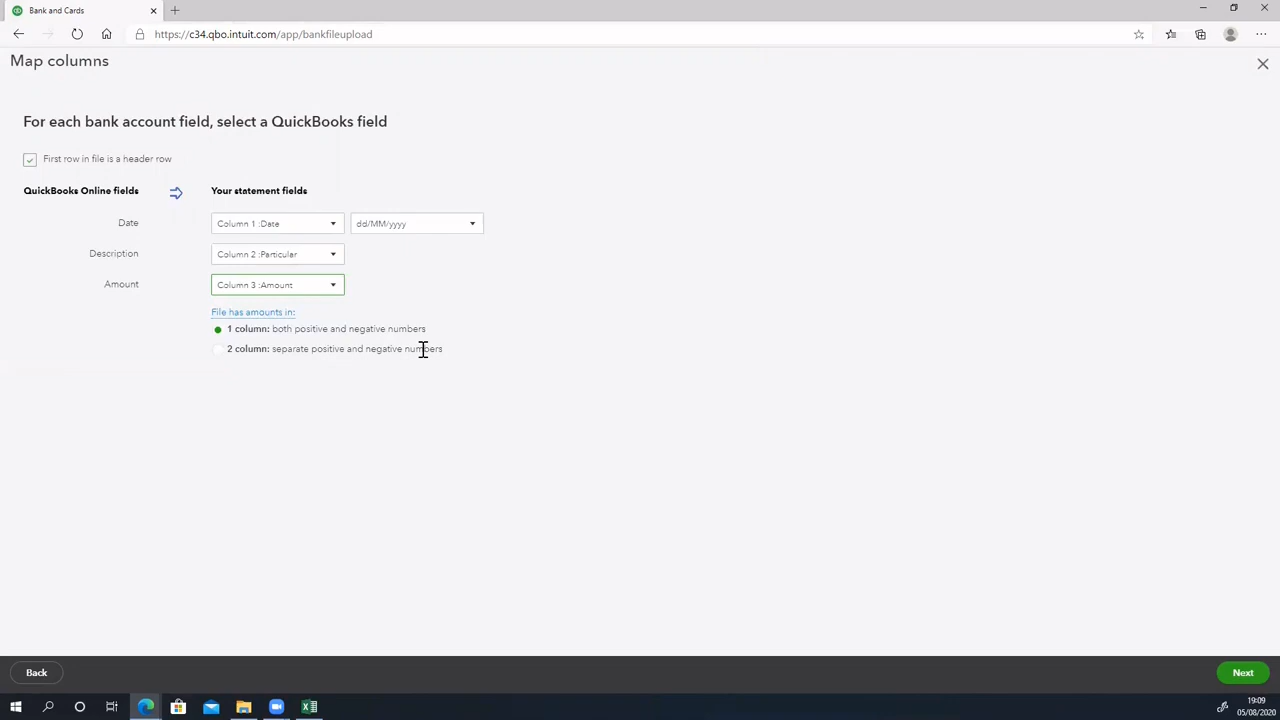 Bank and Cards
https://c34.qbo.intuit.com/app/bankfileupload
Map columns
For each bank account field, select a QuickBooks field
First row in file is a header row
QuickBooks Online fields
Your statement fields
Date
Column 1 :Date
dd/MM/yyyy
Description
Column 2 :Particular
Amount
Column 3 :Amount
File has amounts in:
1 column: both positive and negative numbers
2 column: separate positive and negative numbers
Back
Next
19:09
05/08/2020